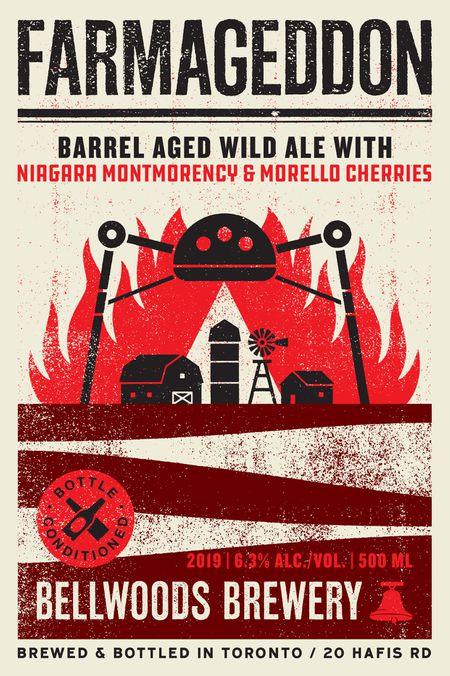 FARMAGEDDON
BARREL AGED WILD ALE WITH
NIAGARA MONTMORENCY & MORELLO CHERRIES
BOTTLE
CONDITIONED
2019 | 6.3% ALC./VOL. | 500 ML
BELLWOODS BREWERY
BREWED & BOTTLED IN TORONTO / 20 HAFIS RD